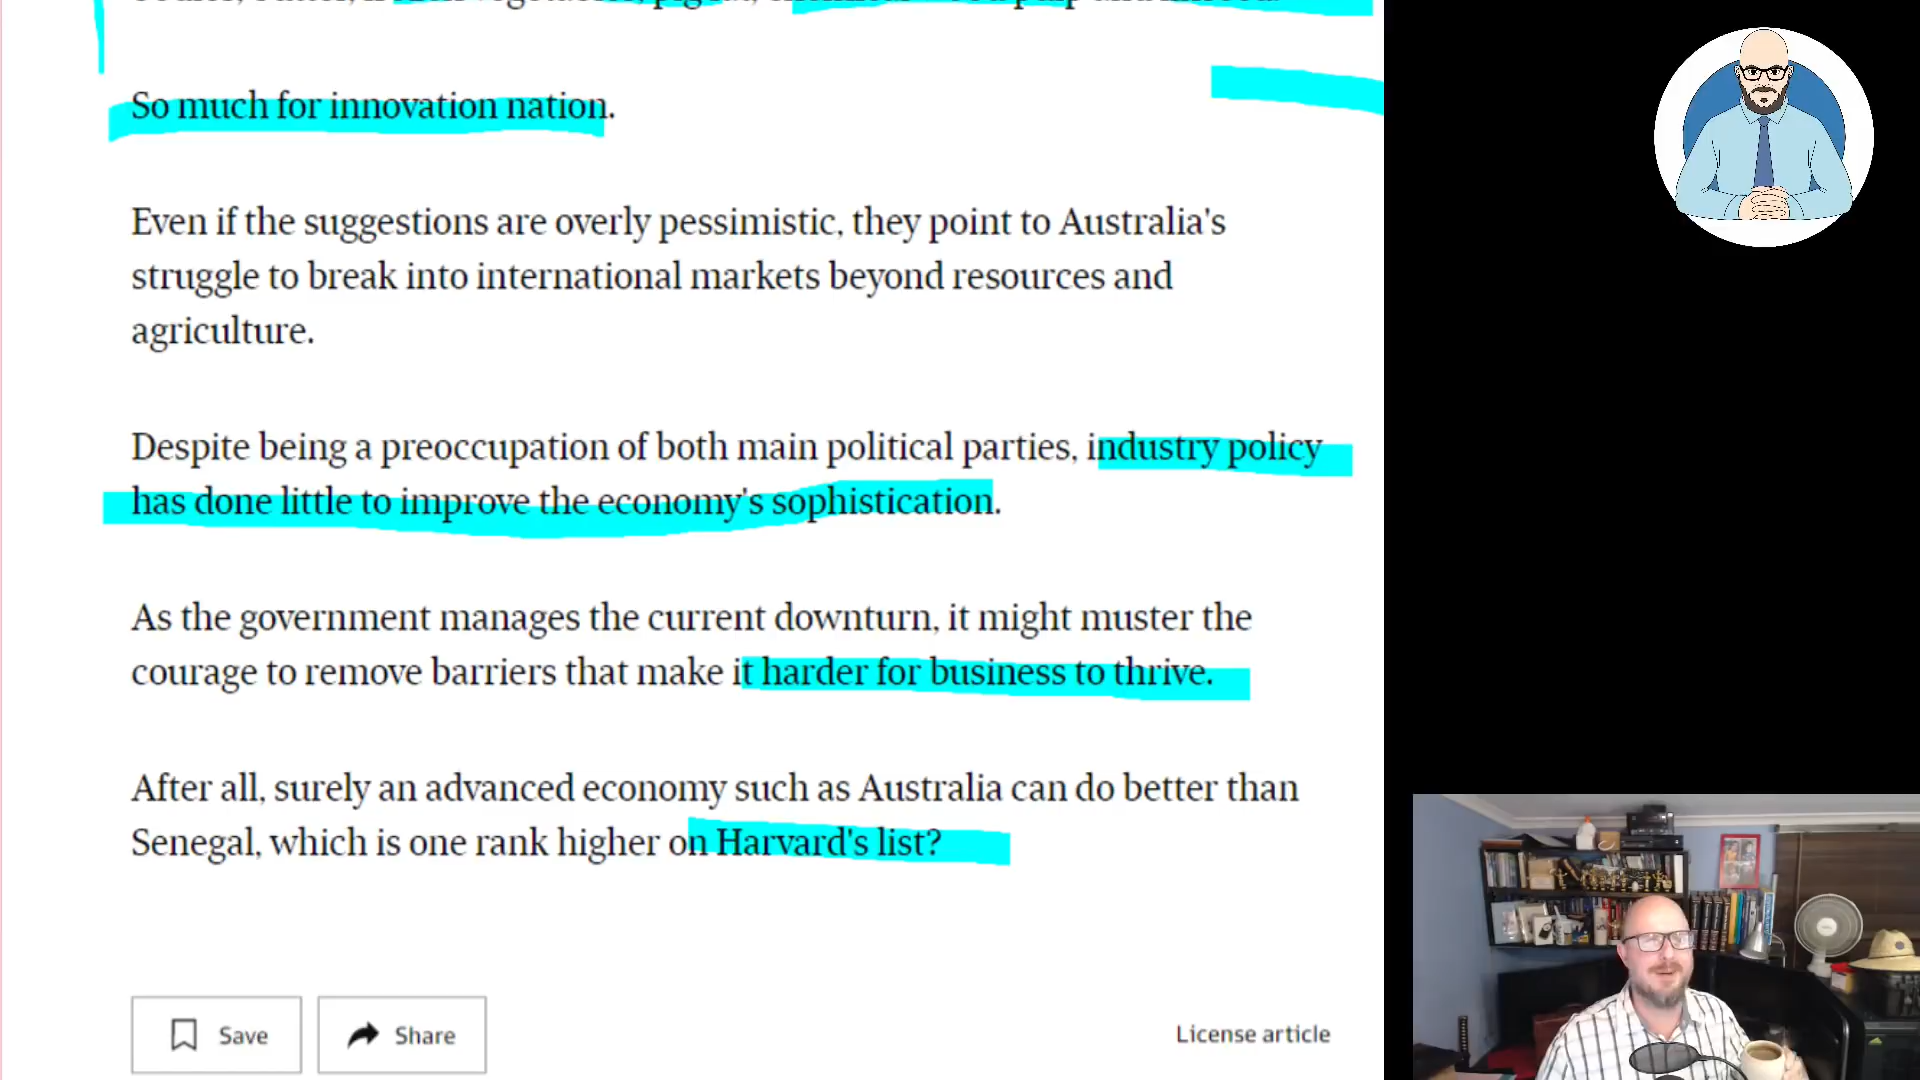 So much for innovation nation.
Even if the suggestions are overly pessimistic, they point to Australia's
struggle to break into international markets beyond resources and
agriculture.
Despite being a preoccupation of both main political parties, industry policy
has done little to improve the economy's sophistication.
As the government manages the current downturn, it might muster the
courage to remove barriers that make it harder for business to thrive.
After all, surely an advanced economy such as Australia can do better than
Senegal, which is one rank higher on Harvard's list?
Save
Share
License article